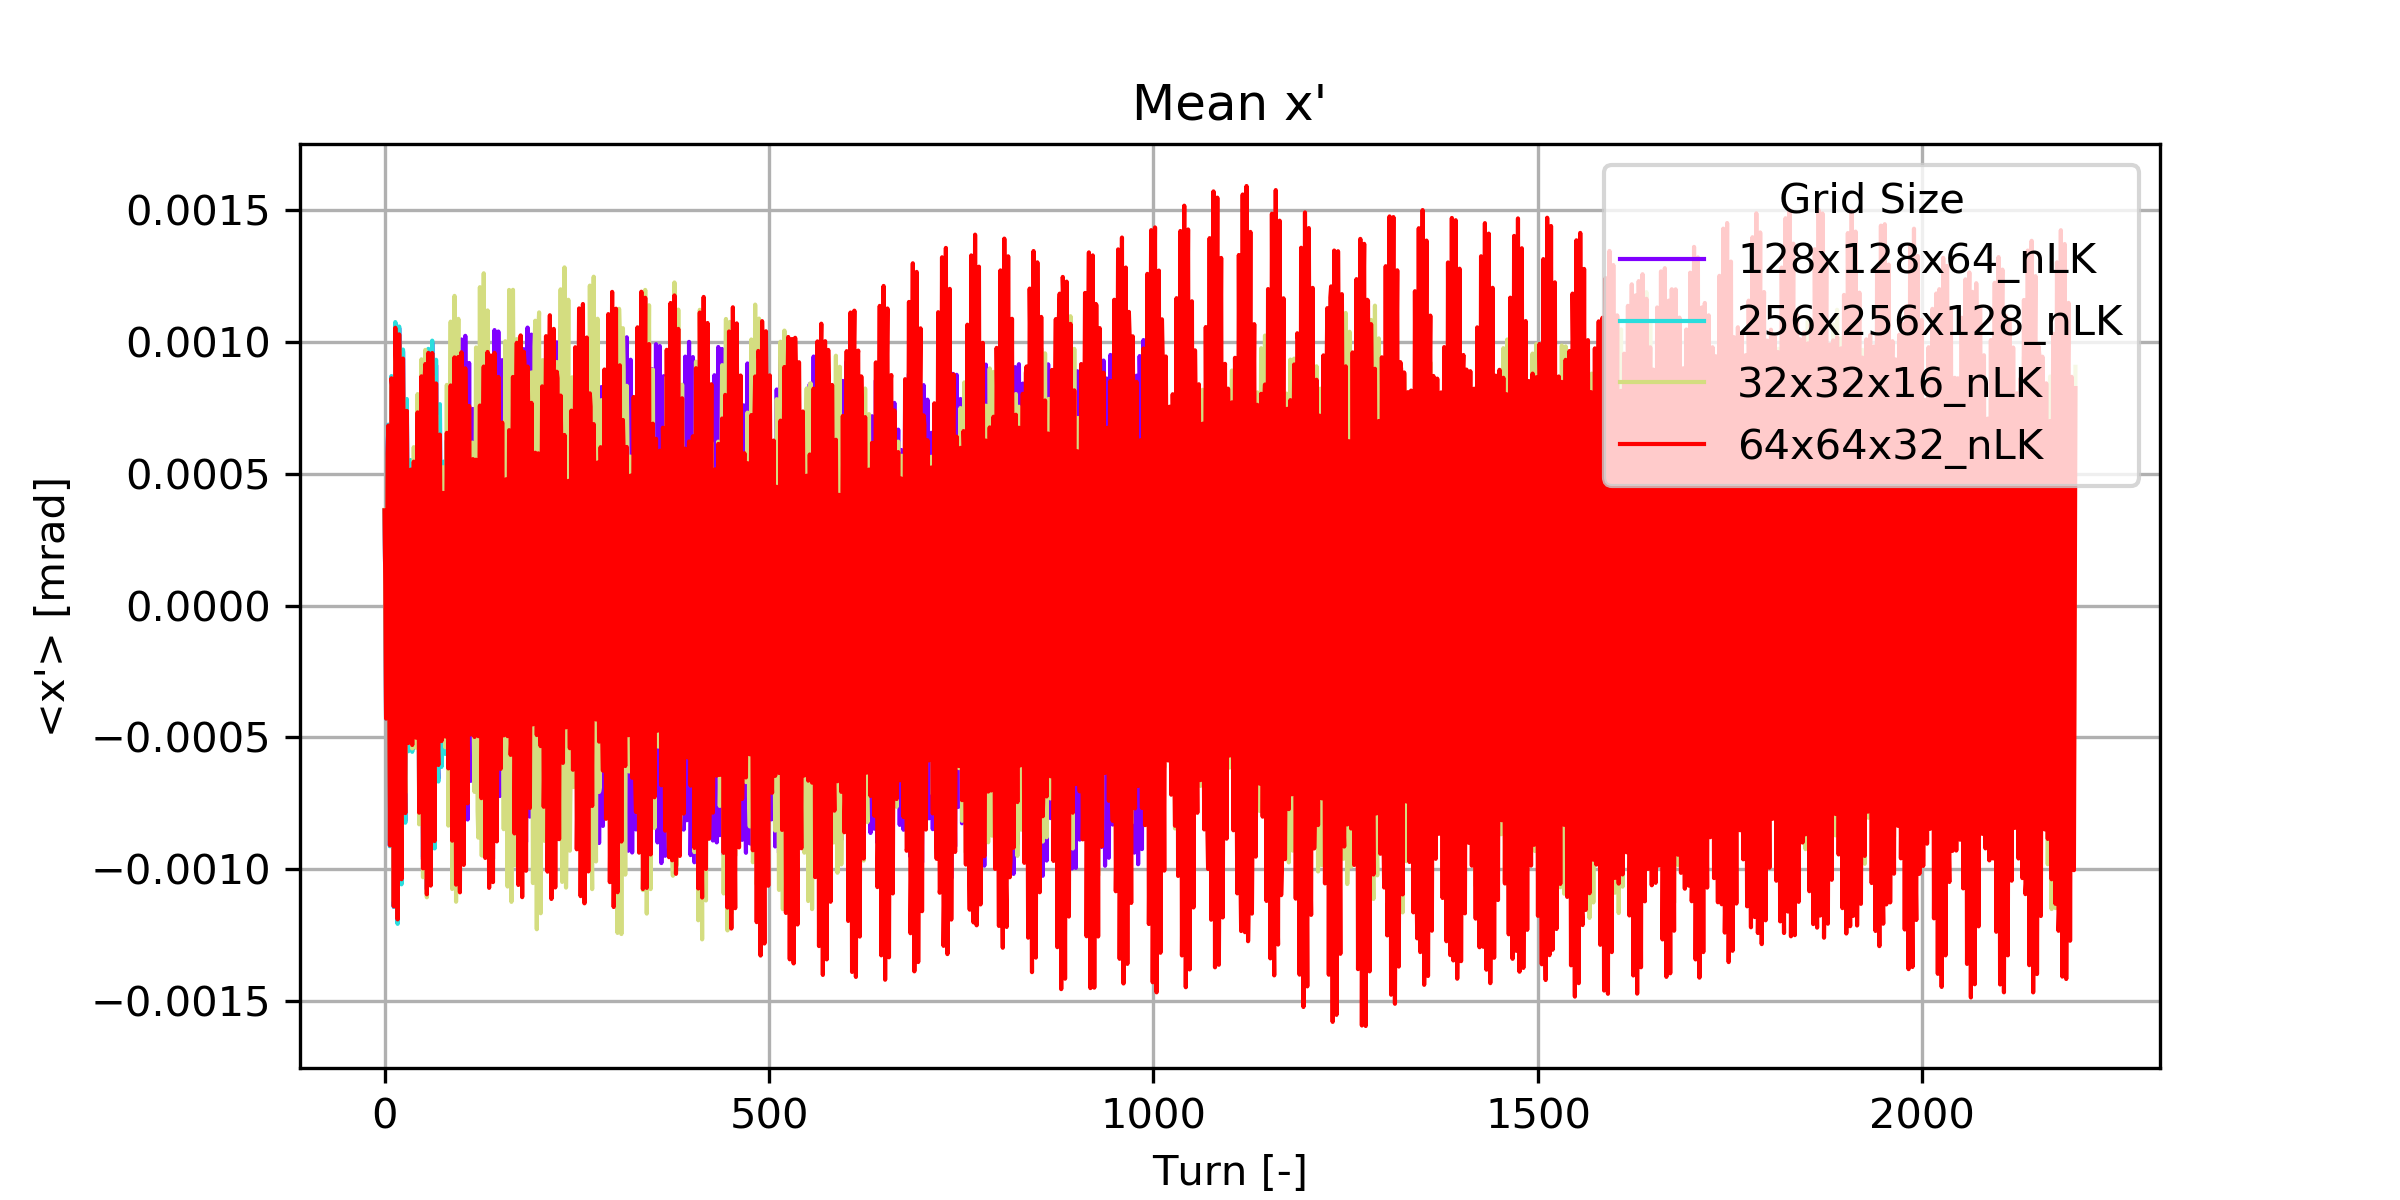 Mean x'
<x'> [mrad]
0.0015
0.0010
0.0005
0.0000
−0.0005
−0.0010
−0.0015
Grid Size
128x128x64_nLK
256x256x128_nLK
32x32x16_nLK
64x64x32_nLK
0 500 1000 1500 2000
Turn [-]